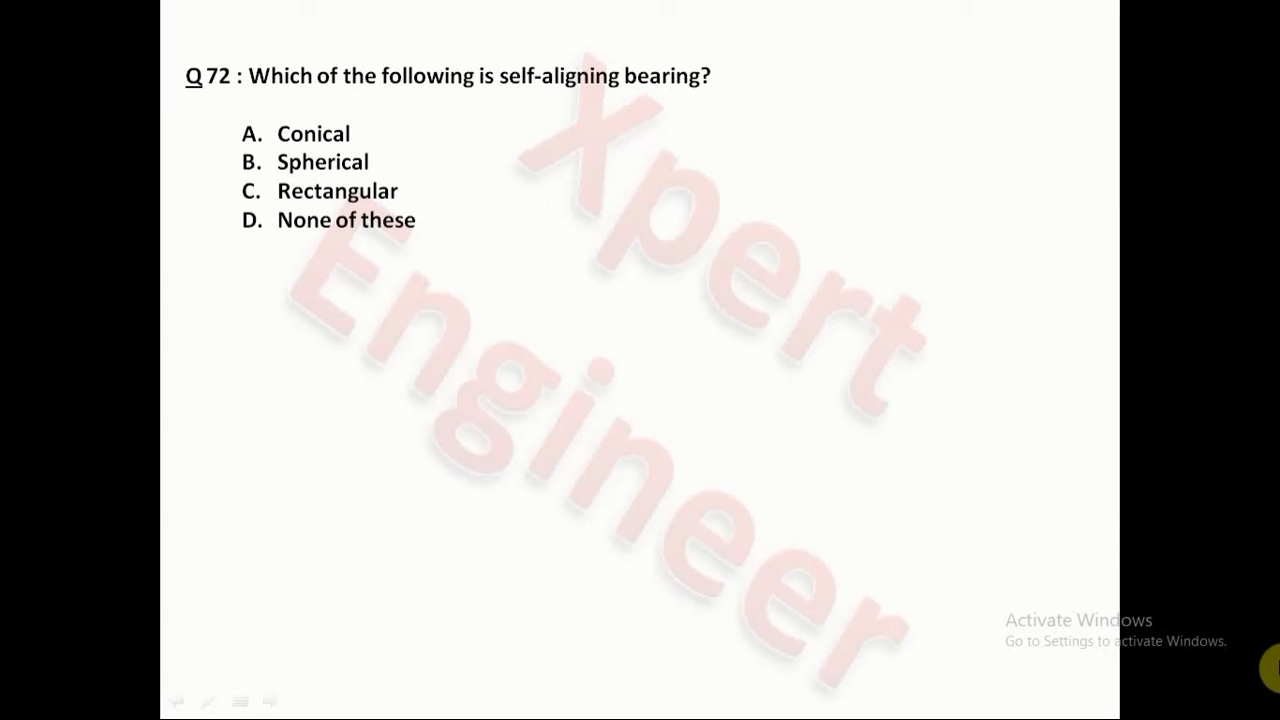 Q 72 : Which of the following is self-aligning bearing?
A. Conical
B. Spherical
C. Rectangular
D. None of these
Xpert
Engineer
Activate Windows
Go to Settings to activate Windows.